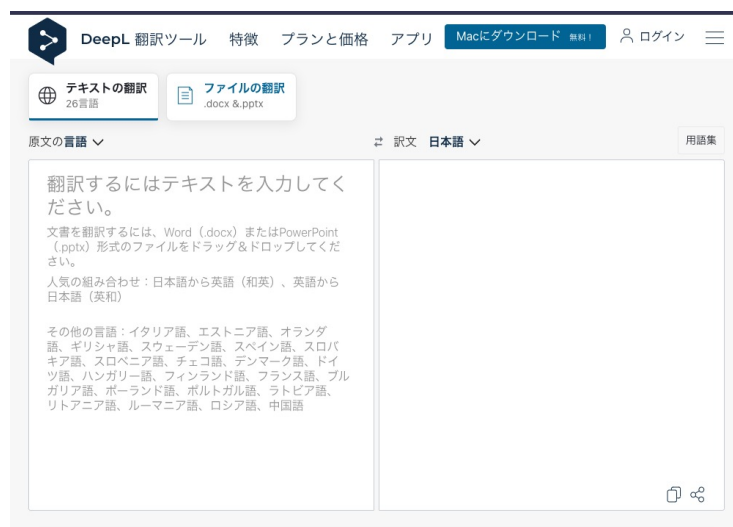 DeepL 翻訳ツール 特徴 プランと価格 アプリ Macにダウンロード 無料！ ログイン
テキストの翻訳
26言語
ファイルの翻訳
.docx &.pptx
原文の言語
訳文 日本語
用語集
翻訳するにはテキストを入力してく
ださい。
文書を翻訳するには、Word（.docx）またはPowerPoint
（.pptx）形式のファイルをドラッグ＆ドロップしてくだ
さい。
人気の組み合わせ：日本語から英語（和英）、英語から
日本語（英和）
その他の言語：イタリア語、エストニア語、オランダ
語、ギリシャ語、スウェーデン語、スペイン語、スロバ
キア語、スロベニア語、チェコ語、デンマーク語、ドイ
ツ語、ハンガリー語、フィンランド語、フランス語、ブル
ガリア語、ポーランド語、ポルトガル語、ラトビア語、
リトアニア語、ルーマニア語、ロシア語、中国語